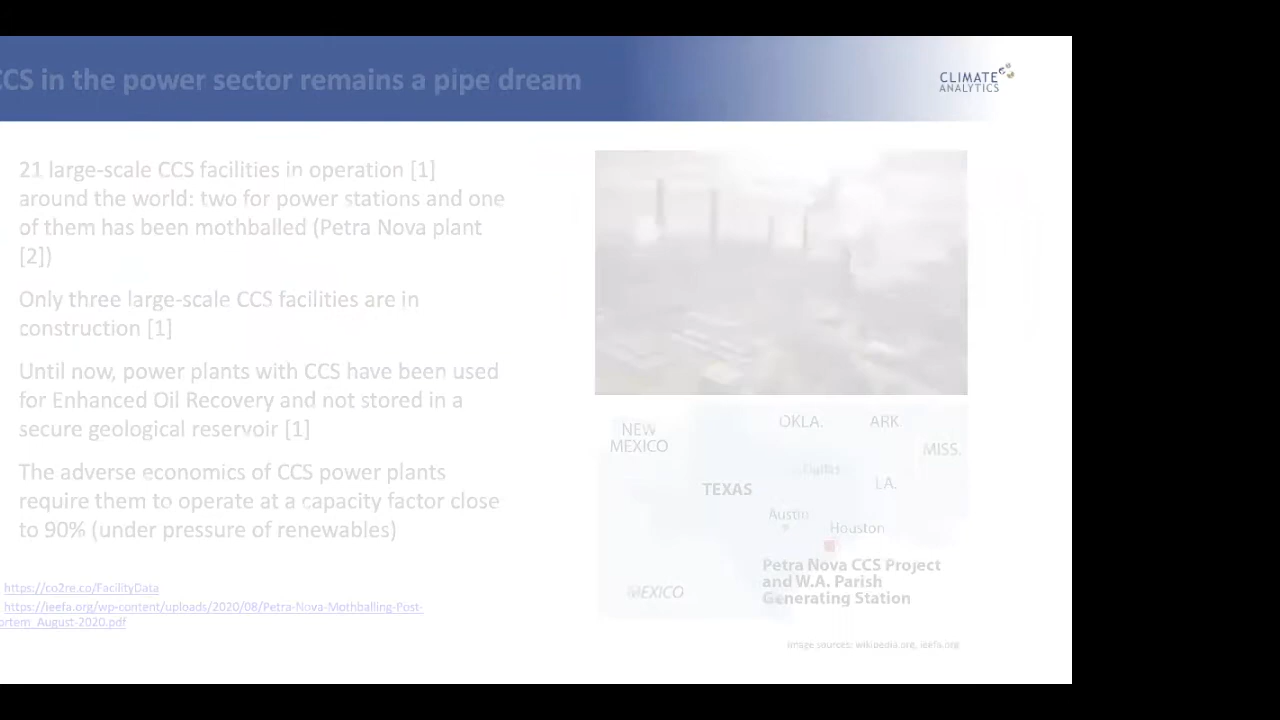 CCS in the power sector remains a pipe dream
CLIMATE
ANALYTICS
21 large-scale CCS facilities in operation [1]
around the world: two for power stations and one
of them has been mothballed (Petra Nova plant
[2])
Only three large-scale CCS facilities are in
construction [1]
Until now, power plants with CCS have been used
for Enhanced Oil Recovery and not stored in a
secure geological reservoir [1]
The adverse economics of CCS power plants
require them to operate at a capacity factor close
to 90% (under pressure of renewables)
https://co2re.co/FacilityData
https://ieefa.org/wp-content/uploads/2020/08/Petra-Nova-Mothballing-Post-
ortem_August-2020.pdf
NEW
MEXICO
OKLA.
ARK.
MISS.
Dallas
TEXAS
LA.
Austin
Houston
Petra Nova CCS Project
and W.A. Parish
Generating Station
MEXICO
Image sources: wikipedia.org, ieefa.org